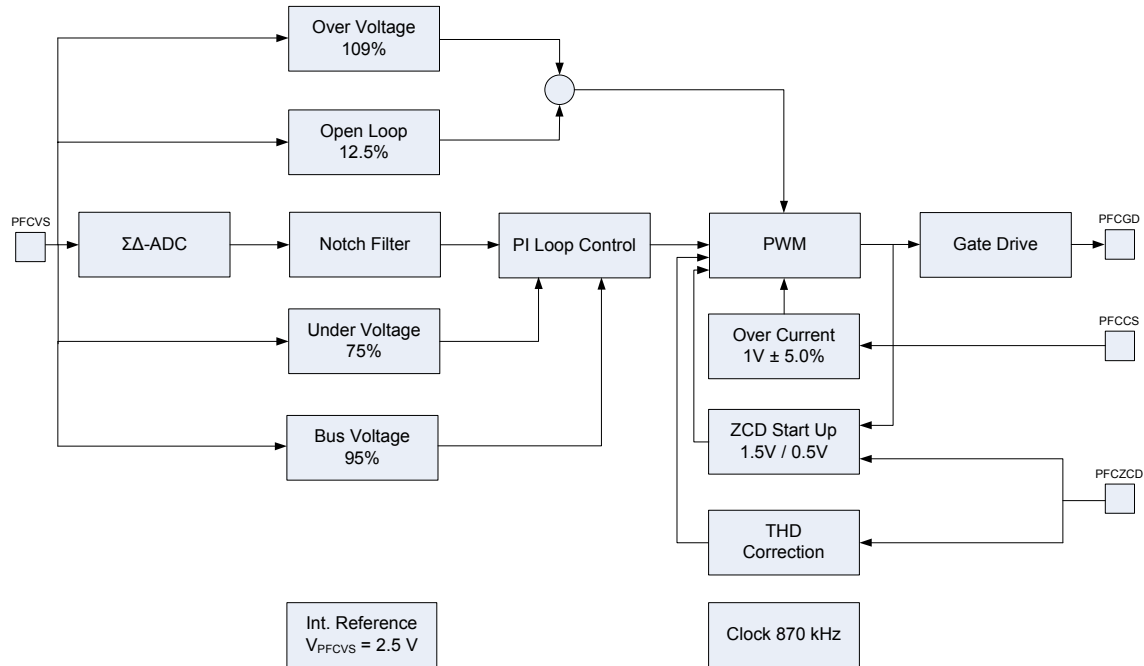 Over Voltage
109%
Open Loop
12.5%
PFCVS
ΣΔ-ADC
Notch Filter
PI Loop Control
PWM
Gate Drive
PFCGD
Under Voltage
75%
Over Current
1V ± 5.0%
PFCCS
Bus Voltage
95%
ZCD Start Up
1.5V / 0.5V
PFCZCD
THD
Correction
Int. Reference
VPFCVS = 2.5 V
Clock 870 kHz